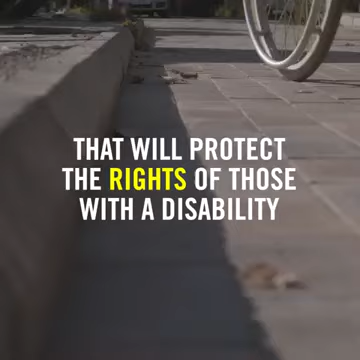 THAT WILL PROTECT
THE RIGHTS OF THOSE
WITH A DISABILITY